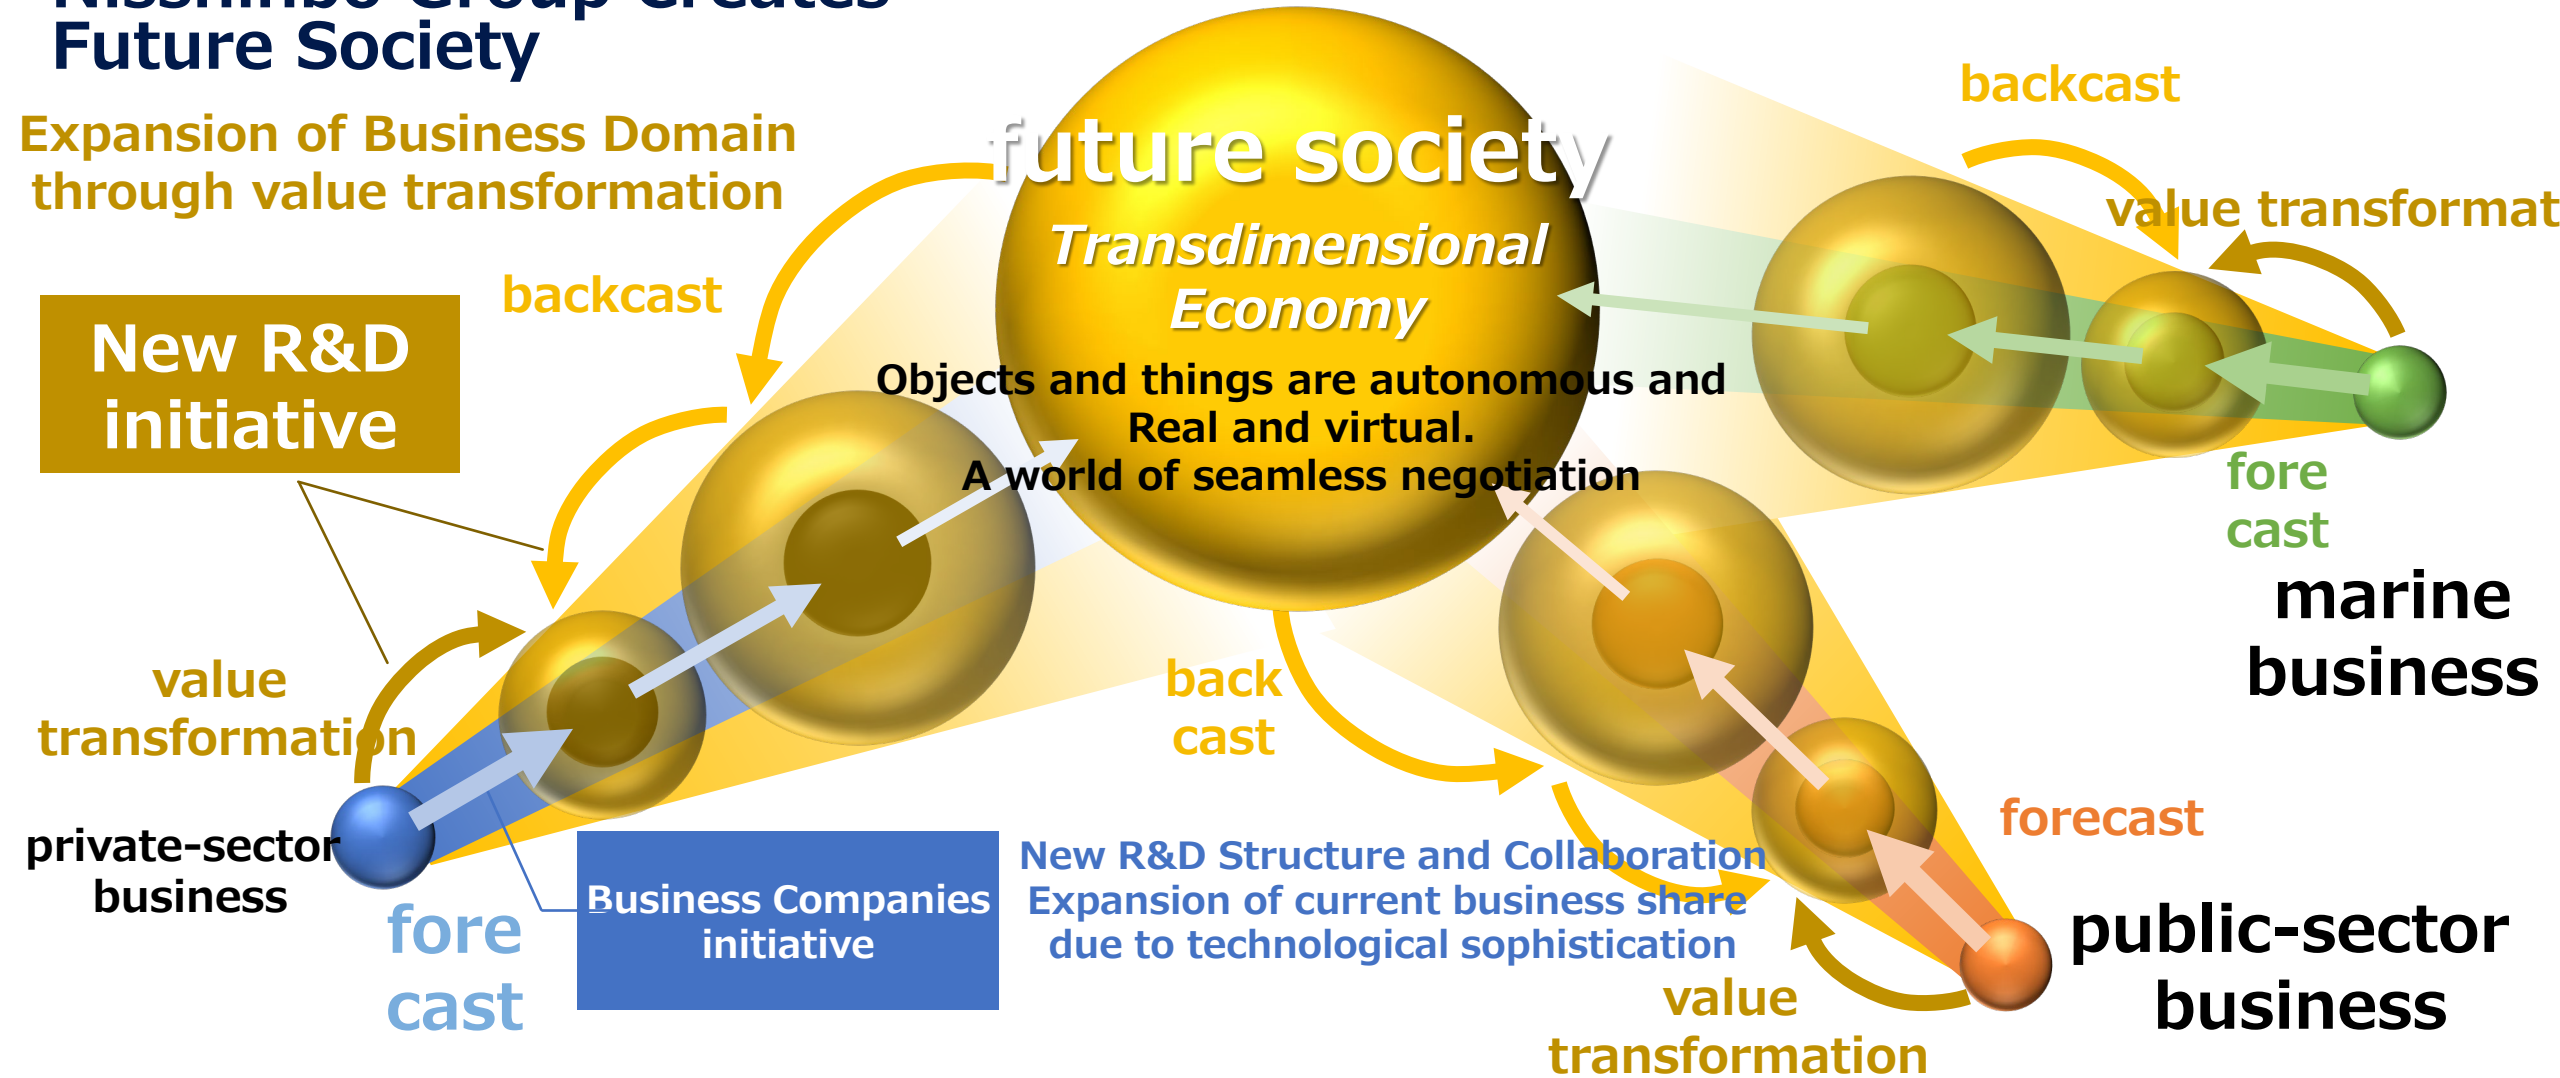 Nisshinbo Group Creates
Future Society
Expansion of Business Domain
through value transformation
New R&D
initiative
backcast
value
transformation
private-sector
business
fore
cast
Business Companies
initiative
future society
Transdimensional
Economy
Objects and things are autonomous and
Real and virtual.
A world of seamless negotiation
back
cast
New R&D Structure and Collaboration
Expansion of current business share
due to technological sophistication
value
transformation
backcast
value transformat
fore
cast
marine
business
forecast
public-sector
business